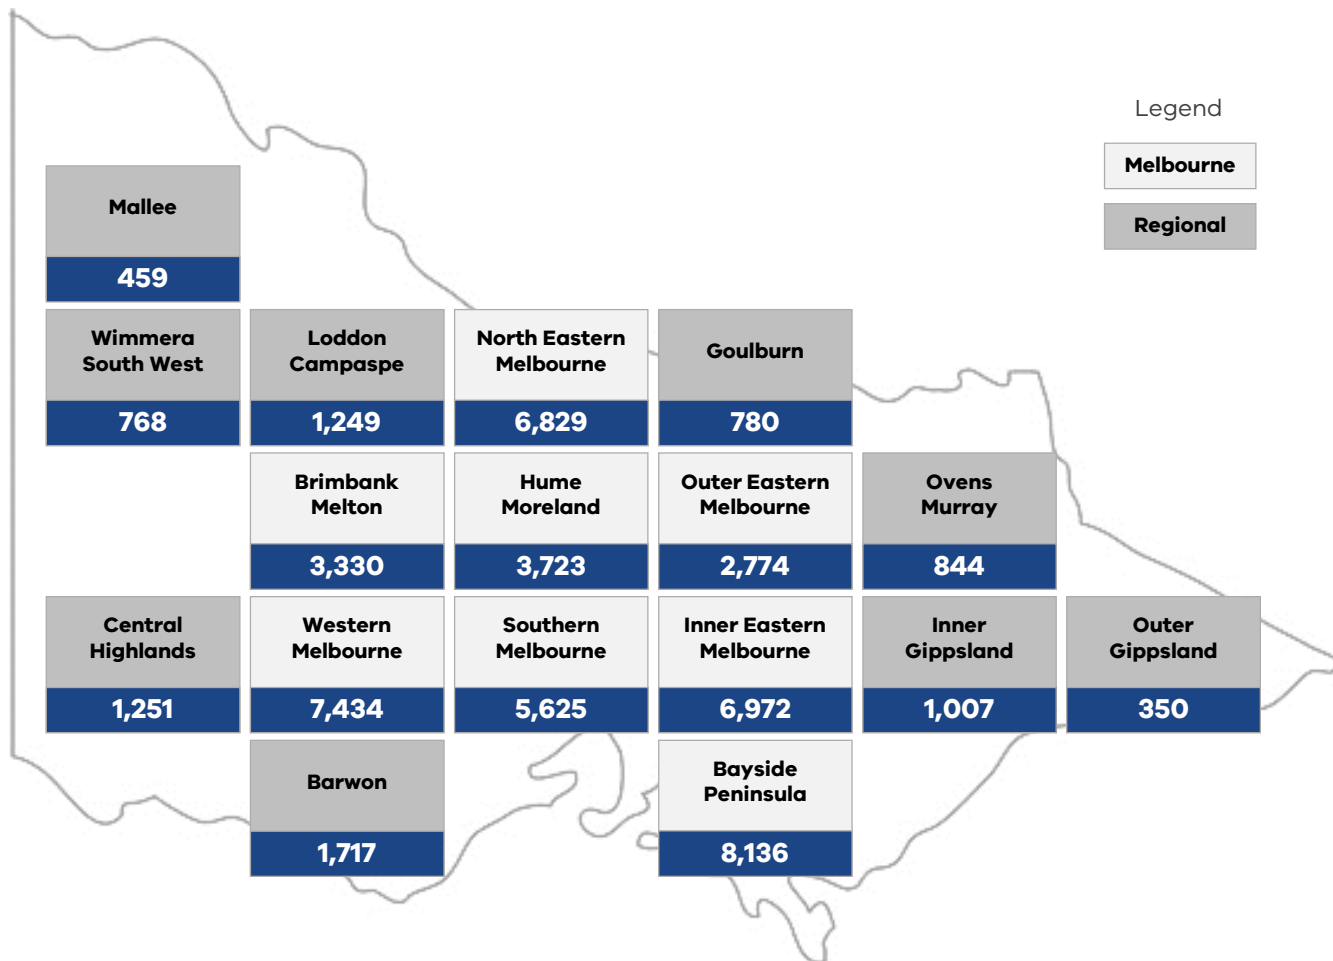 Legend
Melbourne
Regional
Mallee
459
Wimmera
South West
768
Loddon
Campaspe
1,249
North Eastern
Melbourne
6,829
Goulburn
780
Brimbank
Melton
3,330
Hume
Moreland
3,723
Outer Eastern
Melbourne
2,774
Ovens
Murray
844
Central
Highlands
1,251
Western
Melbourne
7,434
Southern
Melbourne
5,625
Inner Eastern
Melbourne
6,972
Inner
Gippsland
1,007
Outer
Gippsland
350
Barwon
1,717
Bayside
Peninsula
8,136